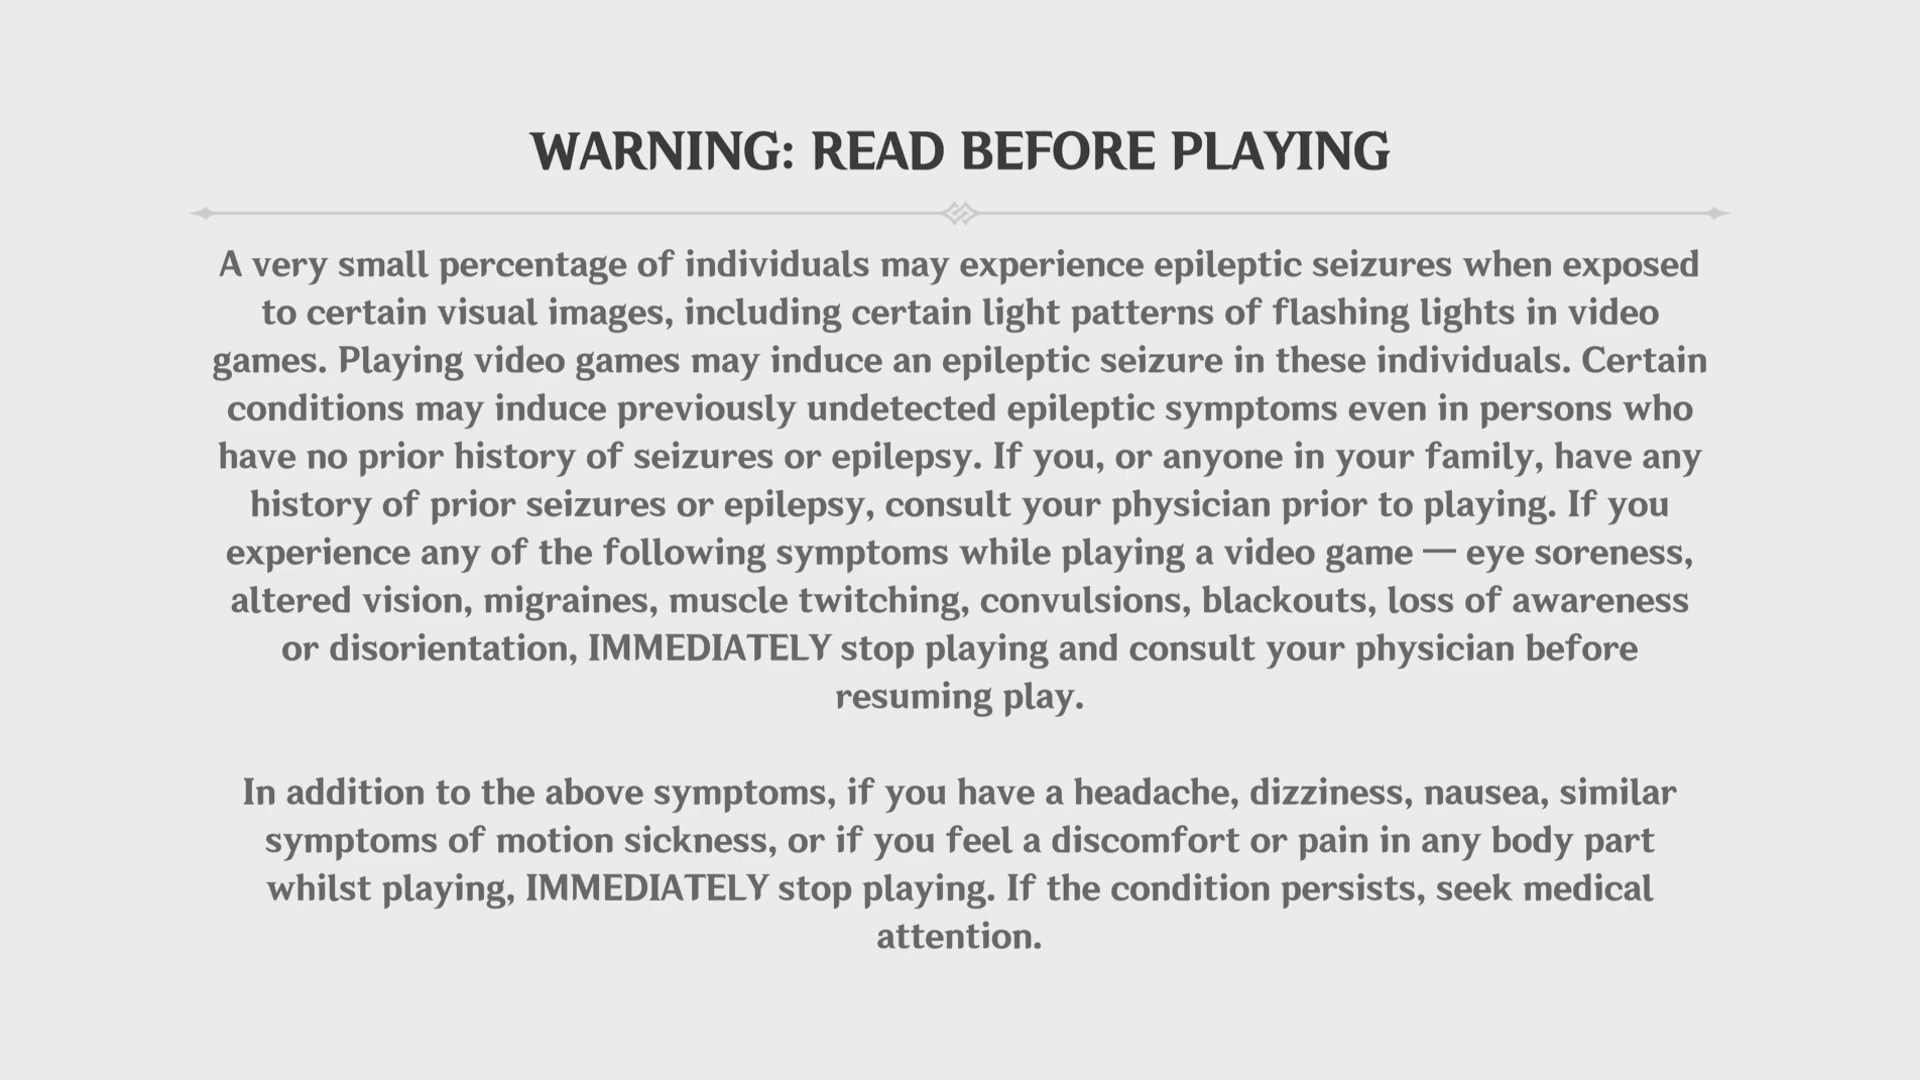 WARNING: READ BEFORE PLAYING
A very small percentage of individuals may experience epileptic seizures when exposed
to certain visual images, including certain light patterns of flashing lights in video
games. Playing video games may induce an epileptic seizure in these individuals. Certain
conditions may induce previously undetected epileptic symptoms even in persons who
have no prior history of seizures or epilepsy. If you, or anyone in your family, have any
history of prior seizures or epilepsy, consult your physician prior to playing. If you
experience any of the following symptoms while playing a video game — eye soreness,
altered vision, migraines, muscle twitching, convulsions, blackouts, loss of awareness
or disorientation, IMMEDIATELY stop playing and consult your physician before
resuming play.
In addition to the above symptoms, if you have a headache, dizziness, nausea, similar
symptoms of motion sickness, or if you feel a discomfort or pain in any body part
whilst playing, IMMEDIATELY stop playing. If the condition persists, seek medical
attention.